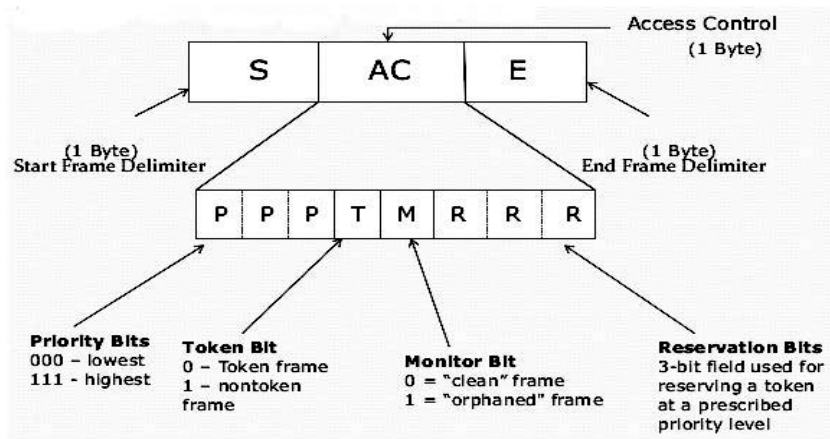 Access Control
(1 Byte)
S AC E
(1 Byte)
Start Frame Delimiter
(1 Byte)
End Frame Delimiter
P P P T M R R R
Priority Bits
000 – lowest
111 - highest
Token Bit
0 – Token frame
1 – nontoken
frame
Monitor Bit
0 = “clean” frame
1 = “orphaned” frame
Reservation Bits
3-bit field used for
reserving a token
at a prescribed
priority level